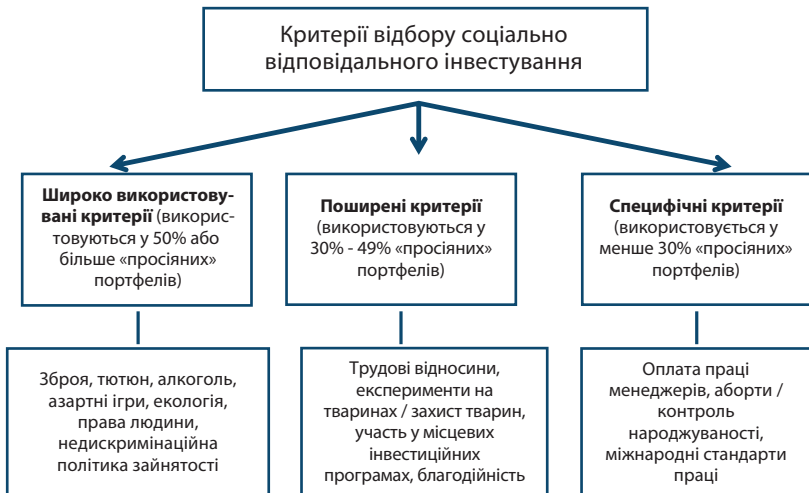 Критерії відбору соціально
відповідального інвестування
Широко використову-
вані критерії (викорис-
товуються у 50% або
більше «просіяних»
портфелів)
Поширені критерії
(використовуються у
30% - 49% «просіяних»
портфелів)
Специфічні критерії
(використовується у
менше 30% «просіяних»
портфелів)
Зброя, тютюн, алкоголь,
азартні ігри, екологія,
права людини,
недискримінаційна
політика зайнятості
Трудові відносини,
експерименти на
тваринах / захист тварин,
участь у місцевих
інвестиційних
програмах, благодійність
Оплата праці
менеджерів, аборти /
контроль
народжуваності,
міжнародні стандарти
праці